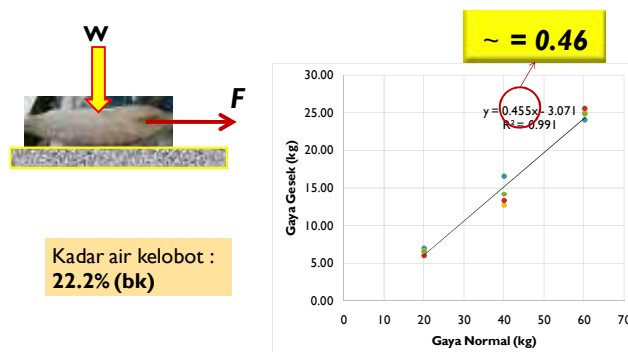 W
F
Kadar air kelobot :
22.2% (bk)
~ = 0.46
y = 0.455x - 3.071
R² = 0.991
Gaya Gesek (kg)
30.00
25.00
20.00
15.00
10.00
5.00
0.00
0 10 20 30 40 50 60 70
Gaya Normal (kg)